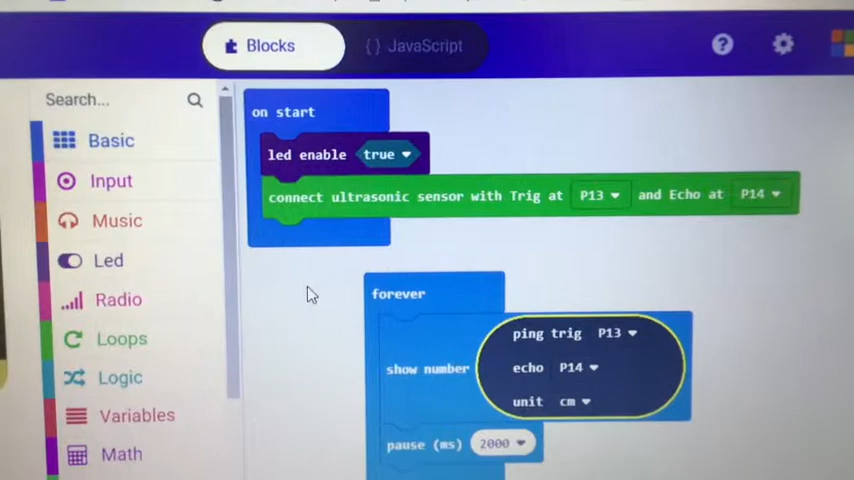 Blocks
{ } JavaScript
Search...
Basic
Input
Music
Led
Radio
Loops
Logic
Variables
Math
on start
led enable true
connect ultrasonic sensor with Trig at P13 and Echo at P14
forever
show number
ping trig P13
echo P14
unit cm
pause (ms) 2000